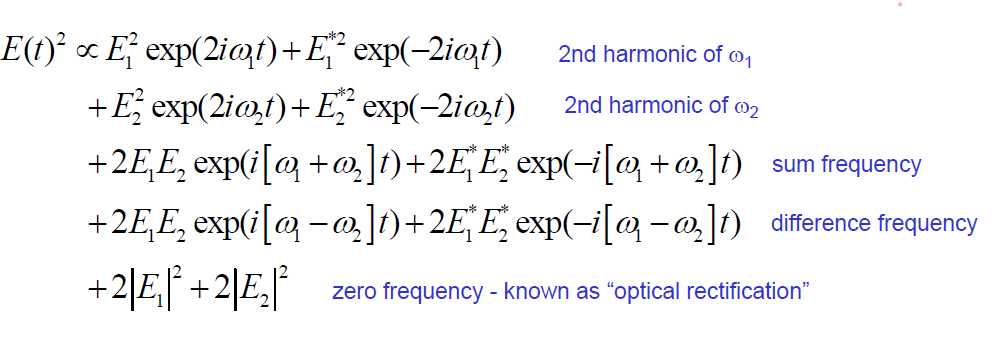 E(t)² ∝ E₁² exp(2iω₁t) + E₁*² exp(−2iω₁t) 2nd harmonic of ω₁
+ E₂² exp(2iω₂t) + E₂*² exp(−2iω₂t) 2nd harmonic of ω₂
+ 2E₁E₂ exp(i[ω₁ + ω₂]t) + 2E₁*E₂* exp(−i[ω₁ + ω₂]t) sum frequency
+ 2E₁E₂ exp(i[ω₁ − ω₂]t) + 2E₁*E₂* exp(−i[ω₁ − ω₂]t) difference frequency
+ 2|E₁|² + 2|E₂|² zero frequency - known as “optical rectification”